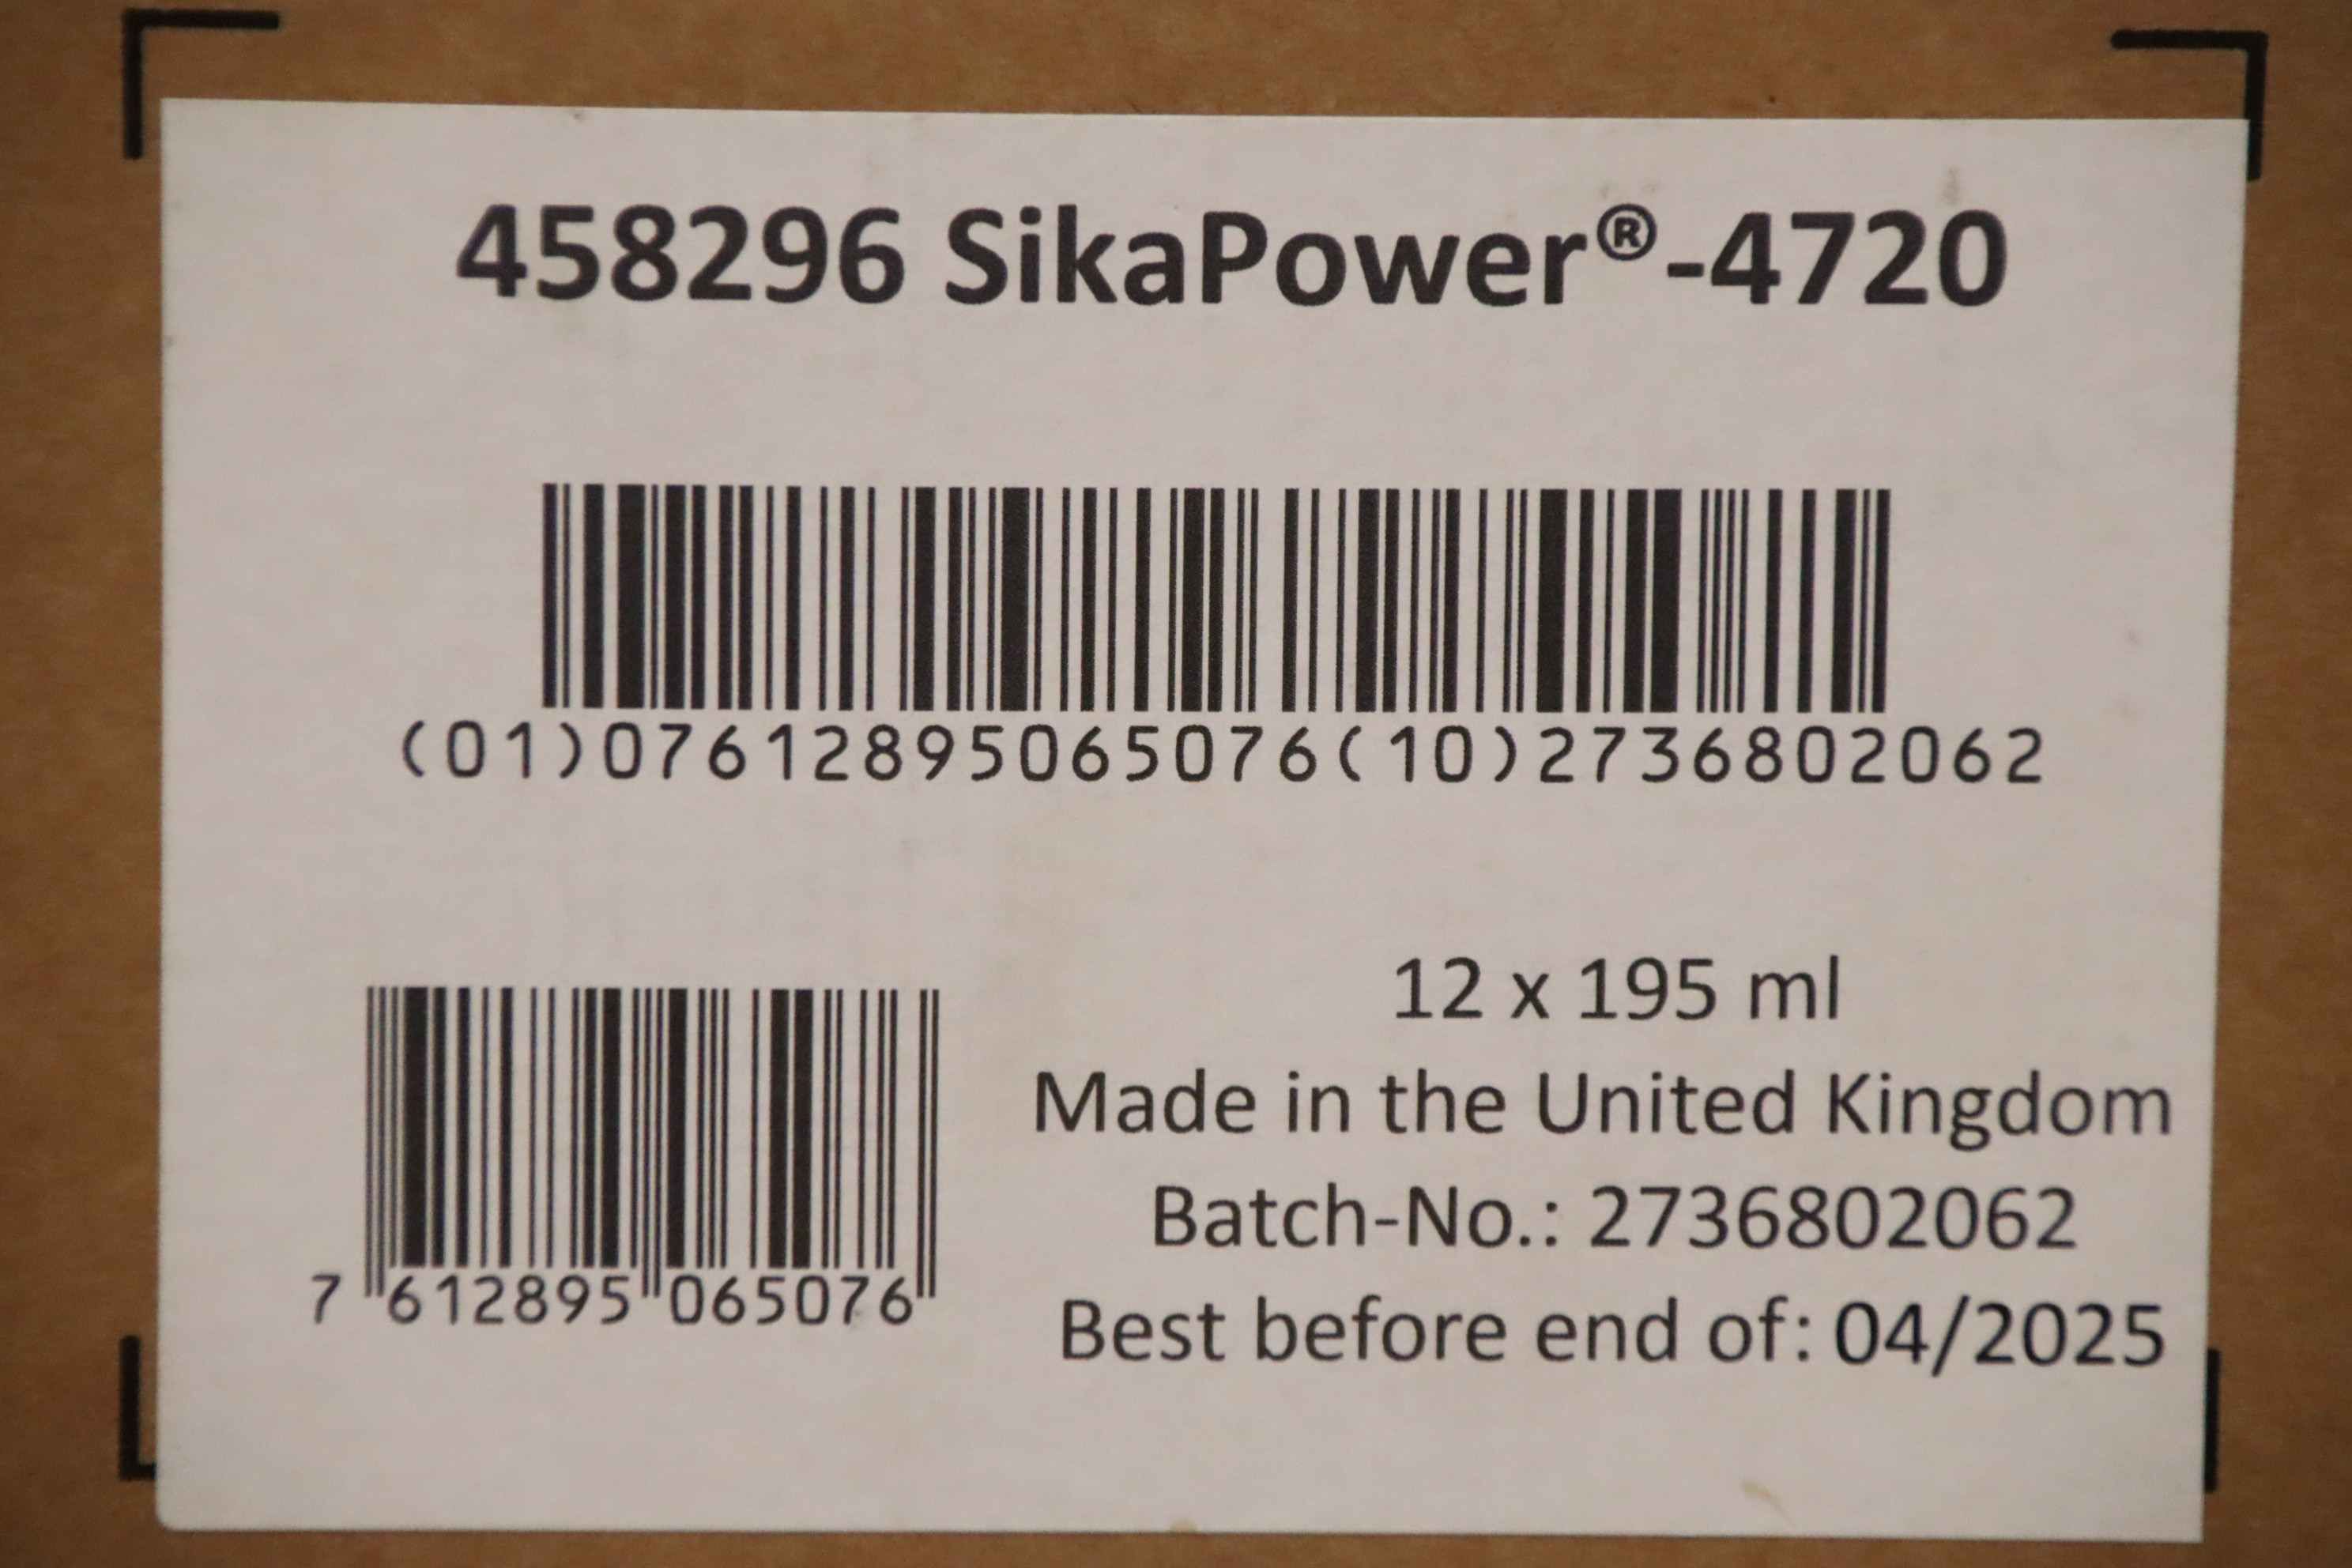 458296 SikaPower®-4720
(01)07612895065076(10)2736802062
12 x 195 ml
Made in the United Kingdom
Batch-No.: 2736802062
Best before end of: 04/2025
7 612895 065076